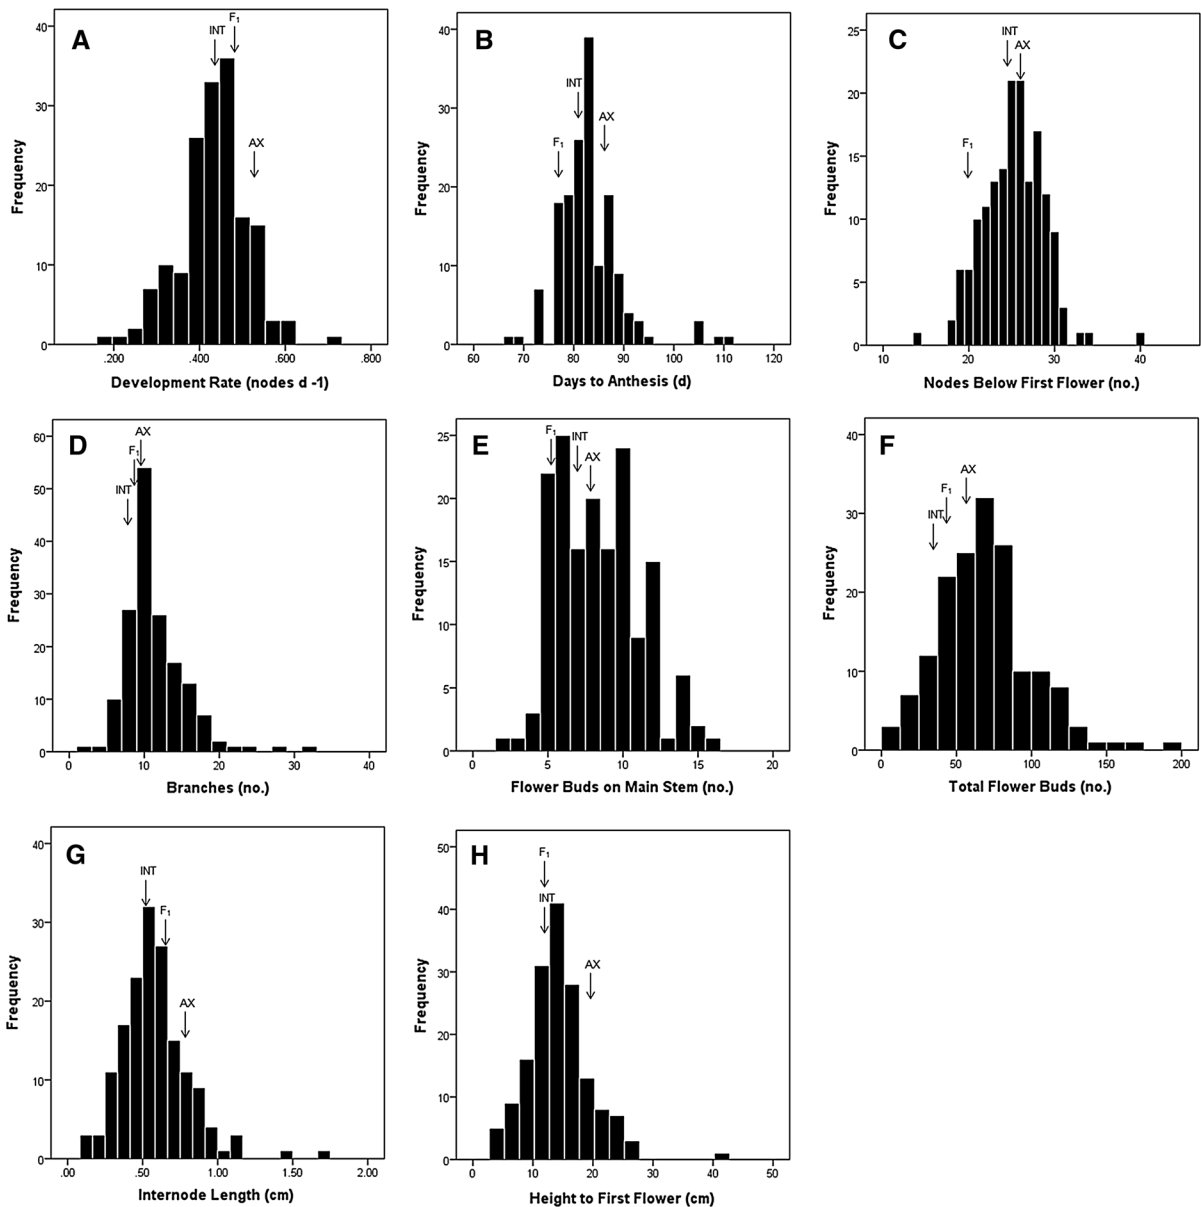 A
INT
F1
AX
Frequency
40
30
20
10
0
.200 .400 .600 .800
Development Rate (nodes d -1)
B
INT
AX
F1
Frequency
40
30
20
10
0
60 70 80 90 100 110 120
Days to Anthesis (d)
C
INT
AX
F1
Frequency
25
20
15
10
5
0
10 20 30 40
Nodes Below First Flower (no.)
D
AX
F1
INT
Frequency
60
50
40
30
20
10
0
0 10 20 30 40
Branches (no.)
E
F1
INT
AX
Frequency
25
20
15
10
5
0
0 5 10 15 20
Flower Buds on Main Stem (no.)
F
AX
F1
INT
Frequency
40
30
20
10
0
0 50 100 150 200
Total Flower Buds (no.)
G
INT
F1
AX
Frequency
40
30
20
10
0
.00 .50 1.00 1.50 2.00
Internode Length (cm)
H
F1
INT
AX
Frequency
50
40
30
20
10
0
0 10 20 30 40 50
Height to First Flower (cm)